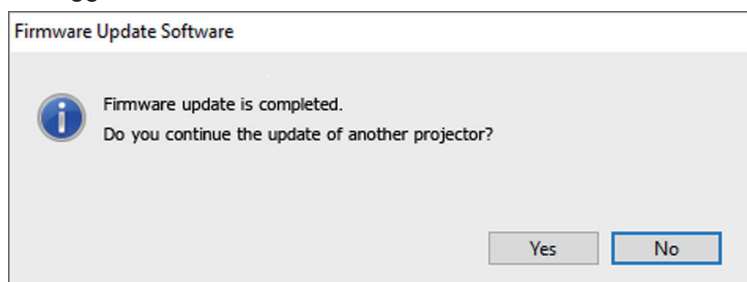 Firmware Update Software
Firmware update is completed.
Do you continue the update of another projector?
Yes No